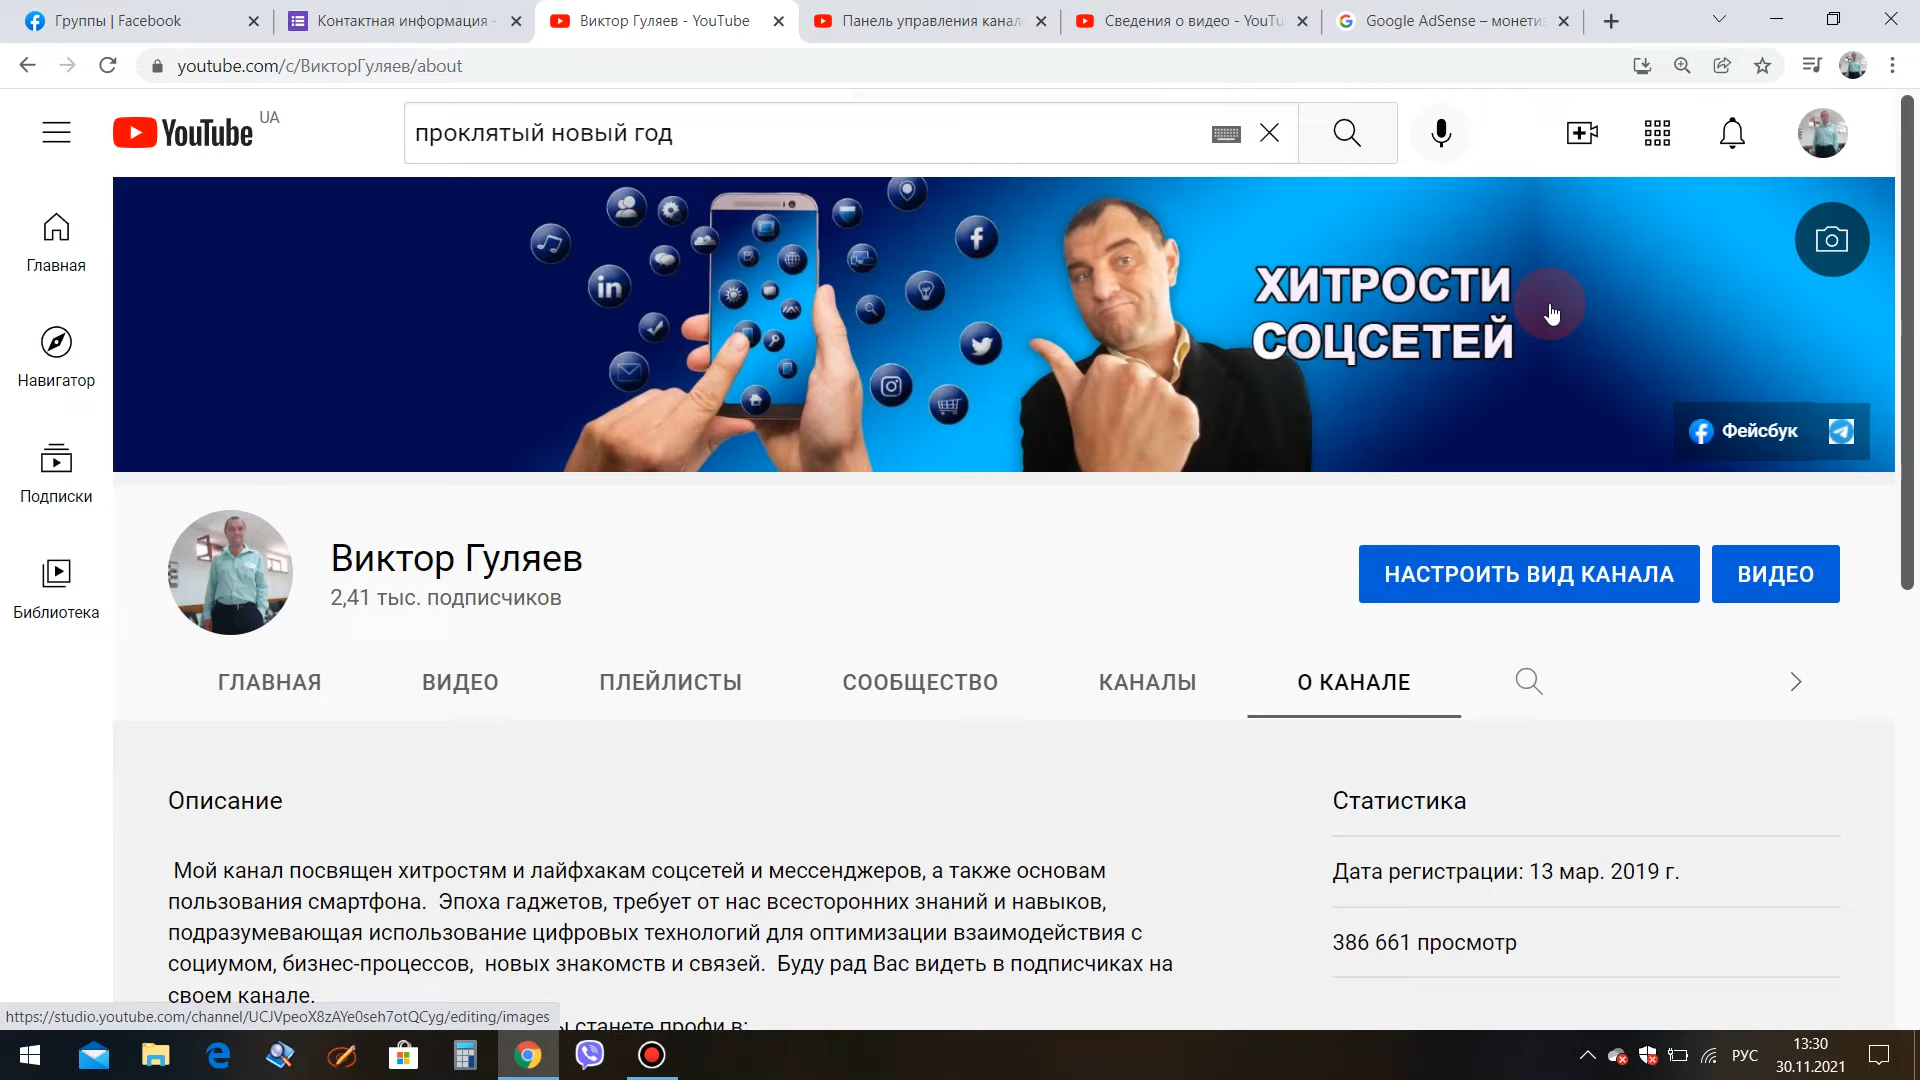 Группы | Facebook
Контактная информация -
Виктор Гуляев - YouTube
Панель управления канал
Сведения о видео - YouTu
Google AdSense – монети
youtube.com/c/ВикторГуляев/about
YouTube UA
проклятый новый год
Главная
Навигатор
Подписки
Библиотека
in
ХИТРОСТИ
СОЦСЕТЕЙ
Фейсбук
Виктор Гуляев
2,41 тыс. подписчиков
НАСТРОИТЬ ВИД КАНАЛА
ВИДЕО
ГЛАВНАЯ
ВИДЕО
ПЛЕЙЛИСТЫ
СООБЩЕСТВО
КАНАЛЫ
О КАНАЛЕ
Описание
Мой канал посвящен хитростям и лайфхакам соцсетей и мессенджеров, а также основам
пользования смартфона. Эпоха гаджетов, требует от нас всесторонних знаний и навыков,
подразумевающая использование цифровых технологий для оптимизации взаимодействия с
социумом, бизнес-процессов, новых знакомств и связей. Буду рад Вас видеть в подписчиках на
своем канале.
ы станете профи в:
Статистика
Дата регистрации: 13 мар. 2019 г.
386 661 просмотр
https://studio.youtube.com/channel/UCJVpeoX8zAYe0seh7otQCyg/editing/images
РУС
13:30
30.11.2021